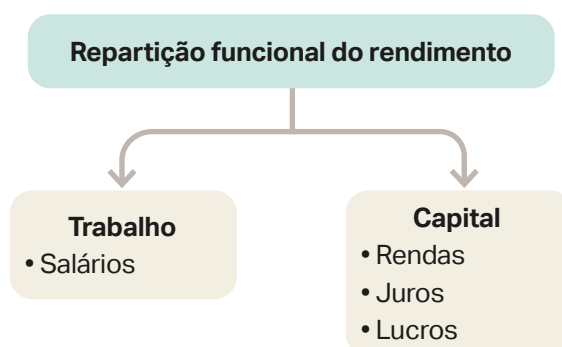 Repartição funcional do rendimento
Trabalho
• Salários
Capital
• Rendas
• Juros
• Lucros